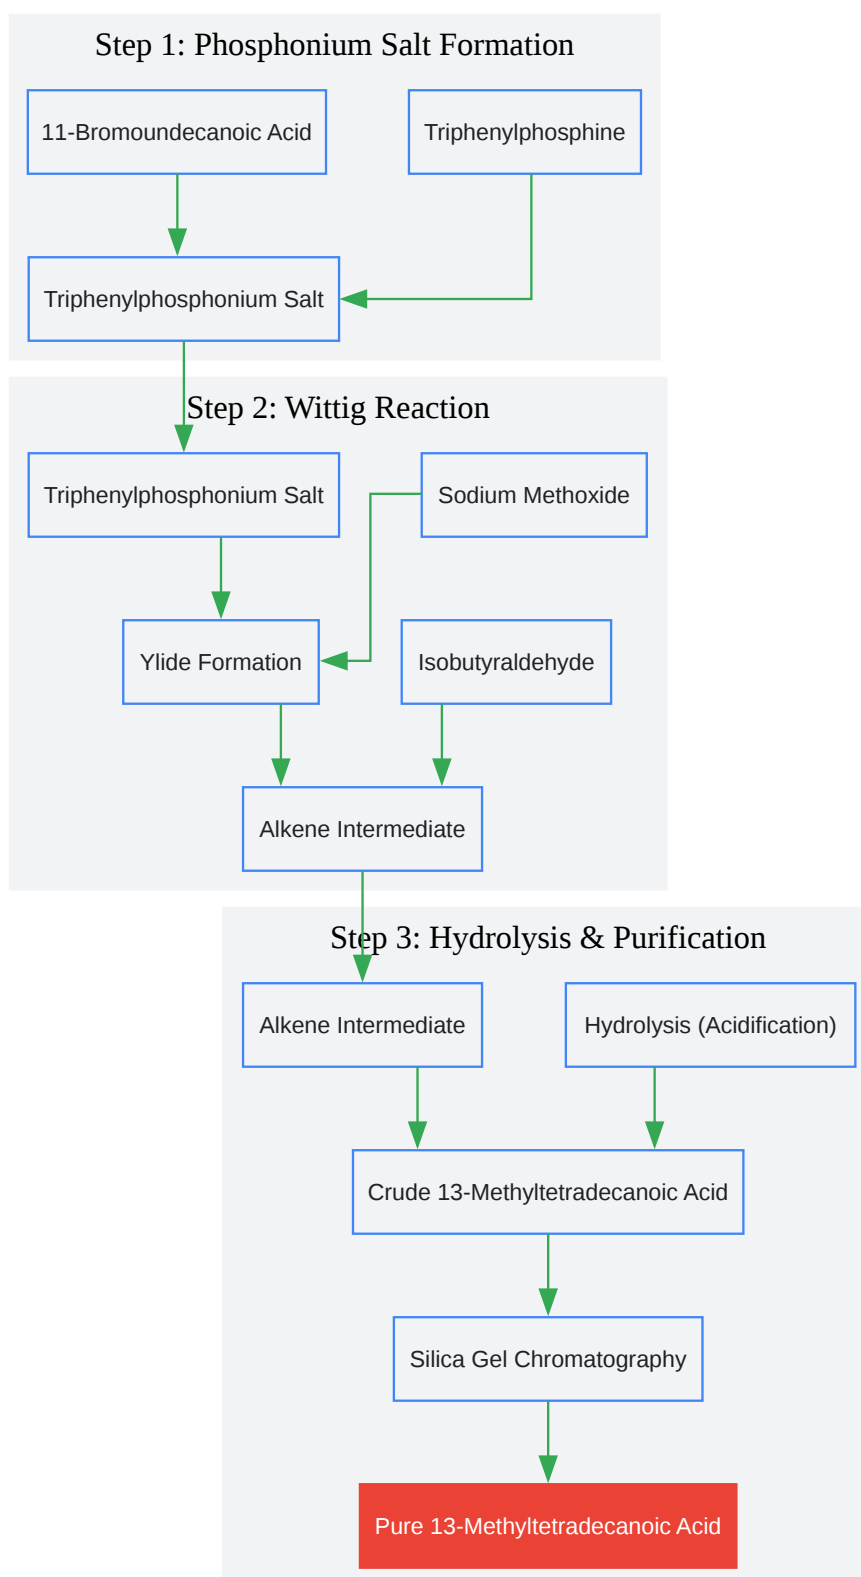 Step 1: Phosphonium Salt Formation
11-Bromoundecanoic Acid
Triphenylphosphine
Triphenylphosphonium Salt
Step 2: Wittig Reaction
Triphenylphosphonium Salt
Sodium Methoxide
Ylide Formation
Isobutyraldehyde
Alkene Intermediate
Step 3: Hydrolysis & Purification
Alkene Intermediate
Hydrolysis (Acidification)
Crude 13-Methyltetradecanoic Acid
Silica Gel Chromatography
Pure 13-Methyltetradecanoic Acid